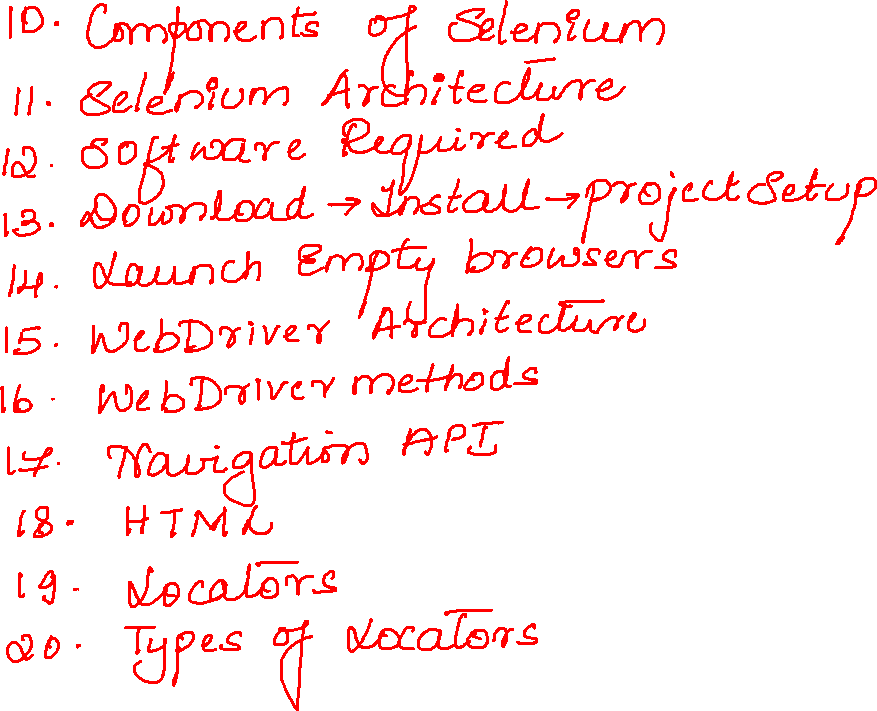 10. Components of Selenium
11. Selenium Architecture
12. Software Required
13. Download → Install → project Setup
14. Launch Empty browsers
15. WebDriver Architecture
16. WebDriver methods
17. Navigation API
18. HTML
19. Locators
20. Types of Locators